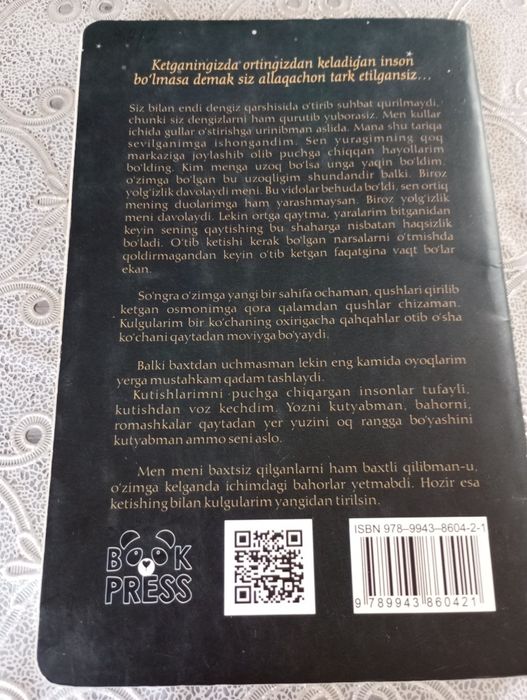 Ketganingizda ortingizdan keladigan inson
bo'lmasa demak siz allaqachon tark etilgansiz...
Siz bilan endi dengiz qarshisida o'tirib suhbat qurilmaydi,
chunki siz dengizlarni ham qurutib yuborasiz. Men kullar
ichida gullar o'stirishga urinibman aslida. Mana shu tariqa
sevilganimga ishongandim. Sen yuragimning qoq
markaziga joylashib olib puchga chiqqan hayollarim
bo'lding. Kim menga uzoq bo'lsa unga yaqin bo'ldim,
o'zimga bo'lgan bu uzoqligim shundandir balki. Biroz
yolg'izlik davolaydi meni. Bu vidolar behuda bo'ldi, sen ortiq
mening duolarimga ham yarashmaysan. Biroz yolg'izlik
meni davolaydi. Lekin ortga qaytma, yaralarim bitganidan
keyin sening qaytishing bu shaharga nisbatan haqsizlik
bo'ladi. O'tib ketishi kerak bo'lgan narsalarni o'tmishda
qoldirmagandan keyin o'tib ketgan faqatgina vaqt bo'lar
ekan.
So'ngra o'zimga yangi bir sahifa ochaman, qushlari qirilib
ketgan osmonimga qora qalamdan qushlar chizaman.
Kulgularim bir ko'chaning oxirigacha qahqahlar otib o'sha
ko'chani qaytadan moviyga bo'yaydi.
Balki baxtdan uchmasman lekin eng kamida oyoqlarim
yerga mustahkam qadam tashlaydi.
Kutishlarimni puchga chiqargan insonlar tufayli,
kutishdan voz kechdim. Yozni kutyabman, bahorni,
romashkalar qaytadan yer yuzini oq rangga bo'yashini
kutyabman ammo seni aslo.
Men meni baxtsiz qilganlarni ham baxtli qilibman-u,
o'zimga kelganda ichimdagi bahorlar yetmabdi. Hozir esa
ketishing bilan kulgularim yangidan tirilsin.
BOOK
PRESS
ISBN 978-9943-8604-2-1
9 789943 860421